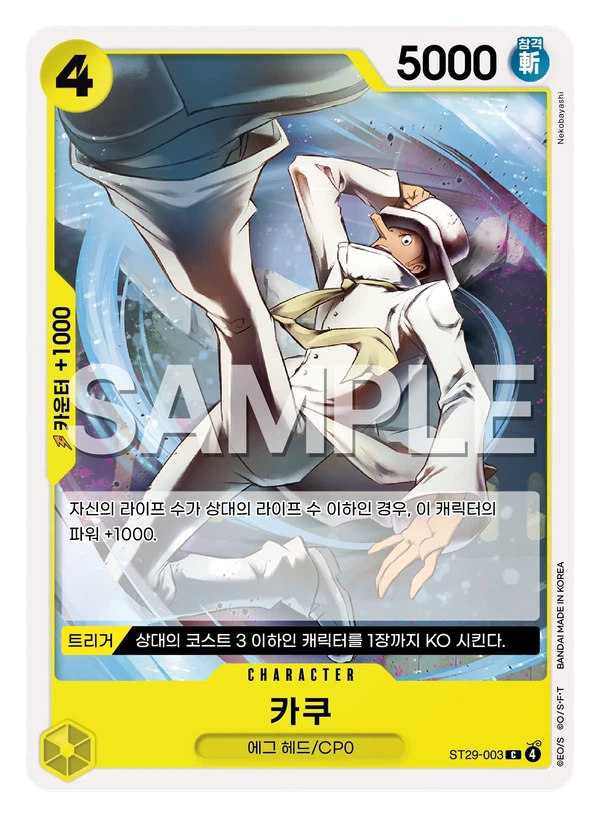 4
5000
참격
斬
Nekobayashi
카운터 +1000
SAMPLE
자신의 라이프 수가 상대의 라이프 수 이하인 경우, 이 캐릭터의
파워 +1000.
트리거 상대의 코스트 3 이하인 캐릭터를 1장까지 KO 시킨다.
CHARACTER
카쿠
에그 헤드/CP0
ST29-003 C 4
©EO/S ©O/S·F·T BANDAI MADE IN KOREA